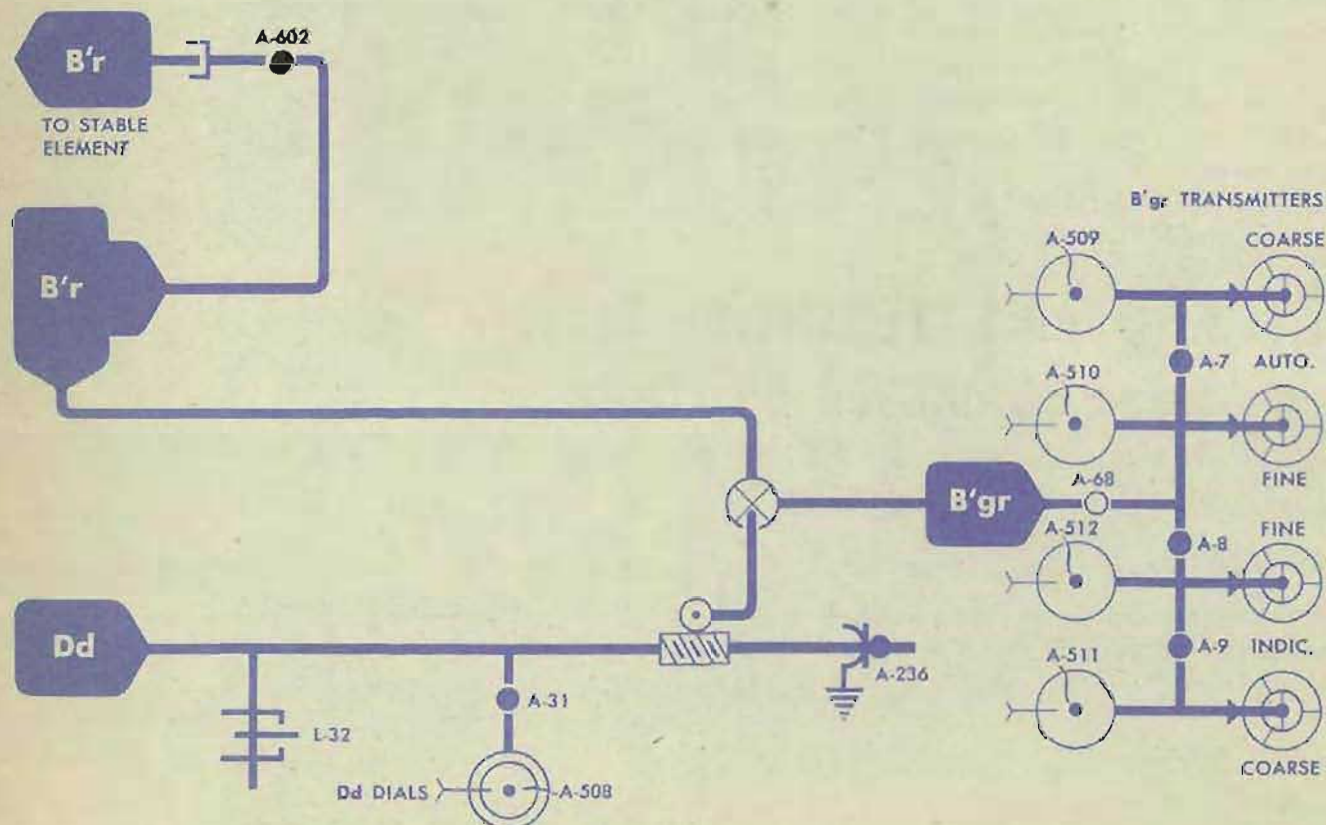 A-602
B'r
TO STABLE
ELEMENT
B'r
B'gr TRANSMITTERS
A-509
COARSE
A-7
AUTO.
A-510
FINE
B'gr
A-68
A-512
FINE
A-8
Dd
A-236
A-511
A-9
INDIC.
L-32
A-31
Dd DIALS
A-508
COARSE